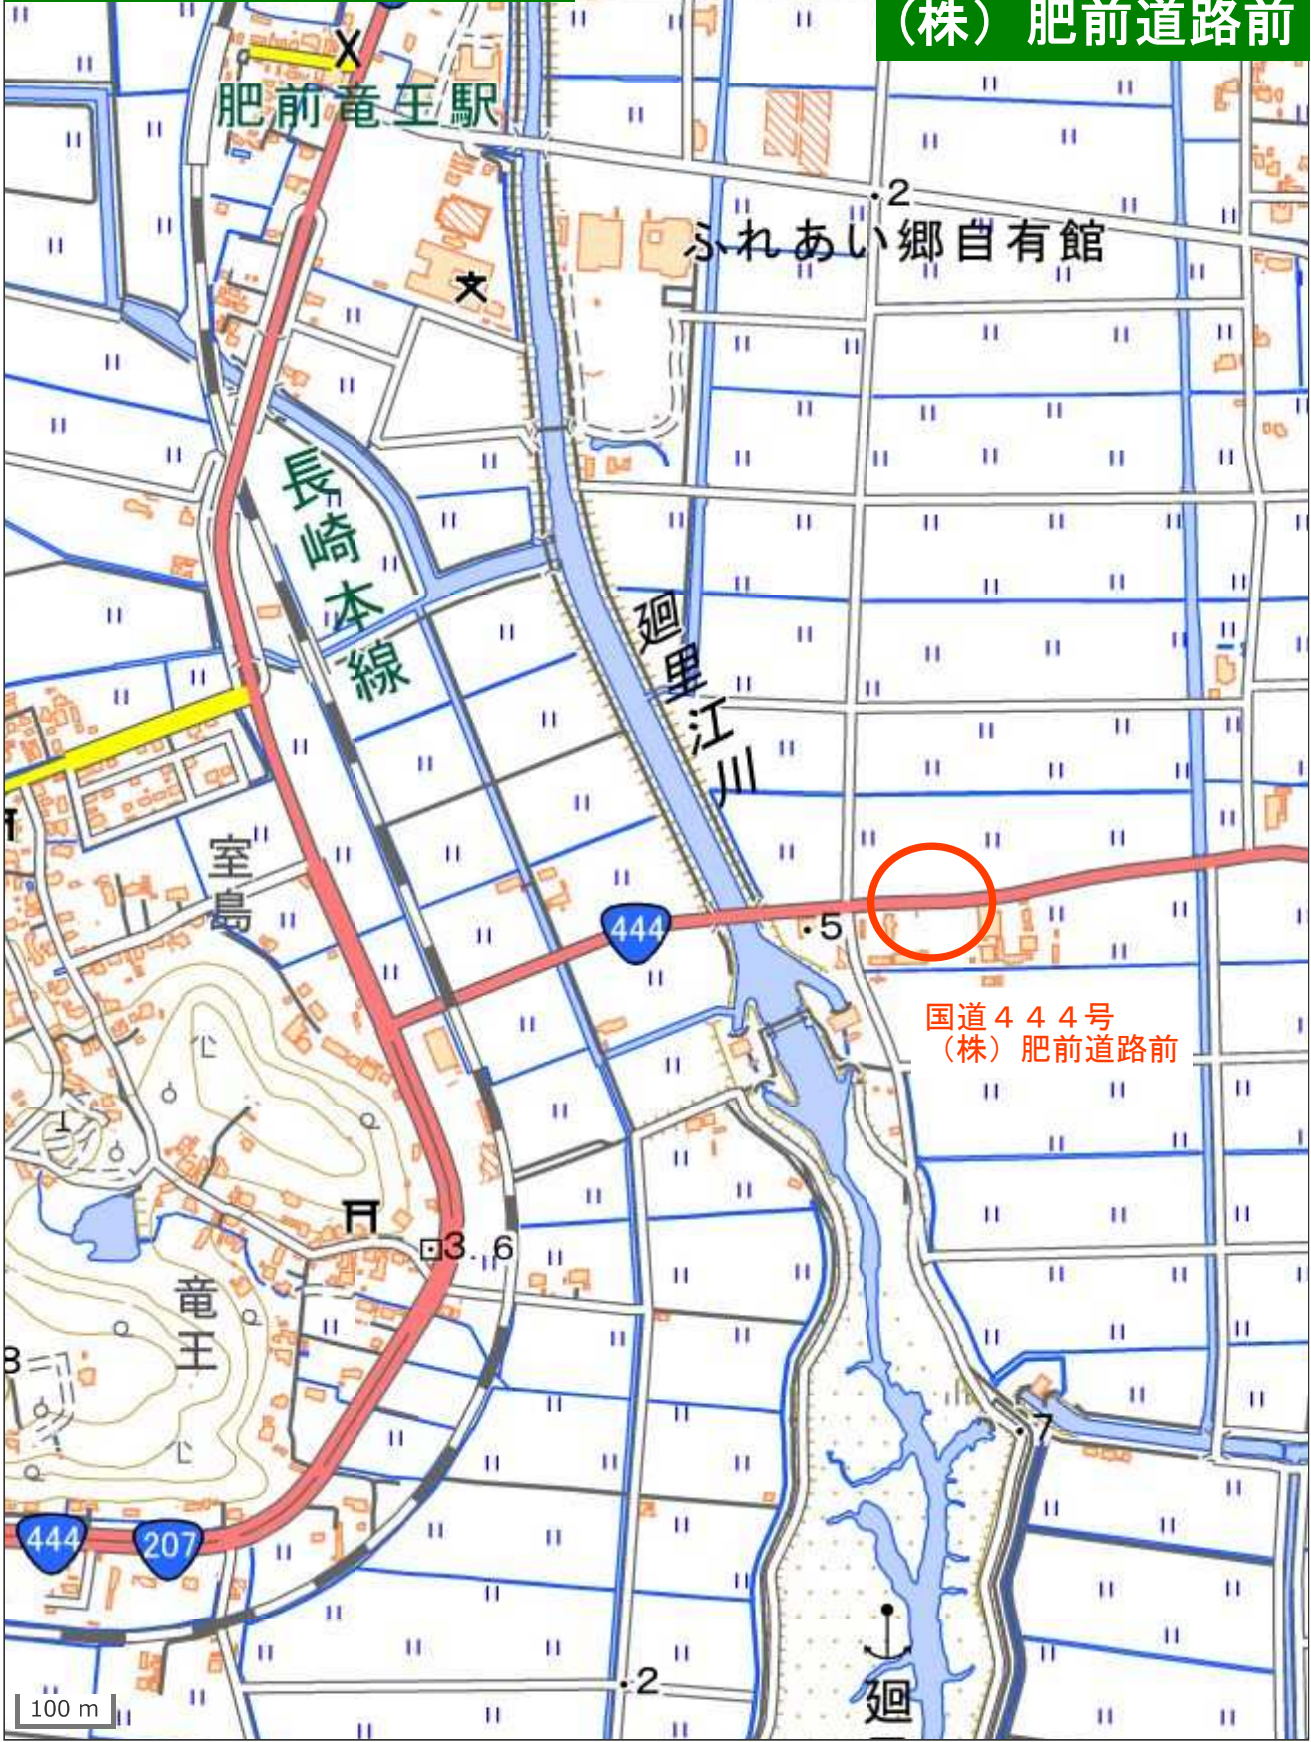 （株）肥前道路前
肥前竜王駅
2
ふれあい郷自有館
長崎本線
廻里江川
室島
444
5
国道４４４号
（株）肥前道路前
3.6
竜王
8
7
444
207
2
廻
100 m